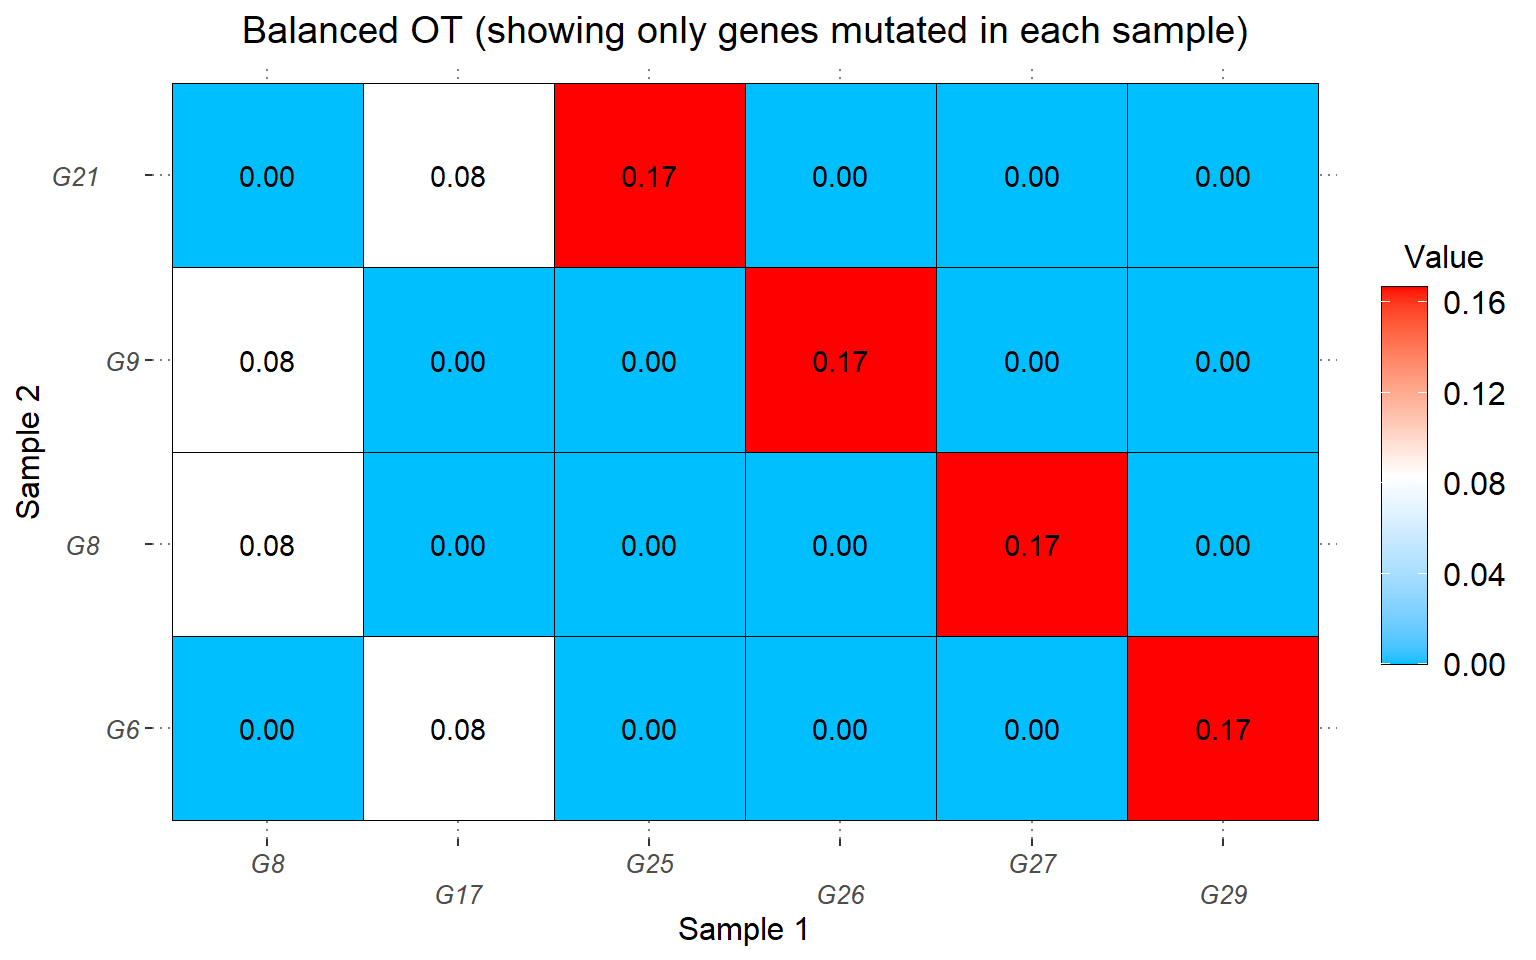 Balanced OT (showing only genes mutated in each sample)
G21 0.00 0.08 0.17 0.00 0.00 0.00
G9 0.08 0.00 0.00 0.17 0.00 0.00
G8 0.08 0.00 0.00 0.00 0.17 0.00
G6 0.00 0.08 0.00 0.00 0.00 0.17
Sample 2
G8 G25 G27
G17 G26 G29
Sample 1
Value
0.16
0.12
0.08
0.04
0.00